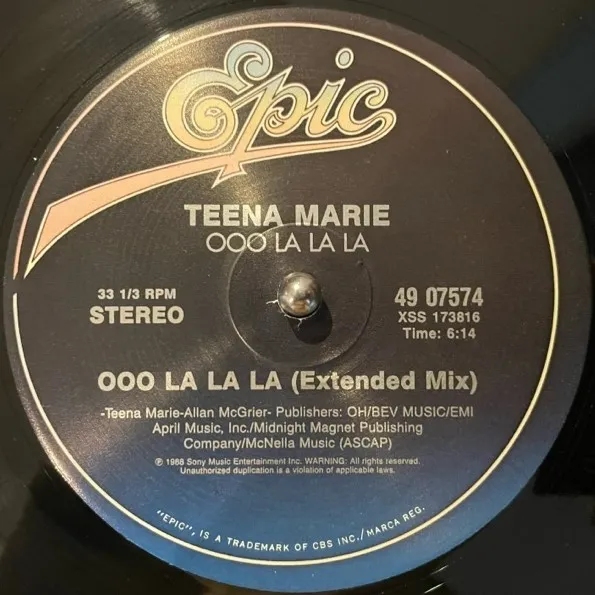 Epic
TEENA MARIE
OOO LA LA LA
33 1/3 RPM
STEREO
49 07574
XSS 173816
Time: 6:14
OOO LA LA LA (Extended Mix)
-Teena Marie-Allan McGrier- Publishers: OH/BEV MUSIC/EMI
April Music, Inc./Midnight Magnet Publishing
Company/McNella Music (ASCAP)
℗ 1988 Sony Music Entertainment Inc. WARNING: All rights reserved.
Unauthorized duplication is a violation of applicable laws.
"EPIC", IS A TRADEMARK OF CBS INC./MARCA REG.